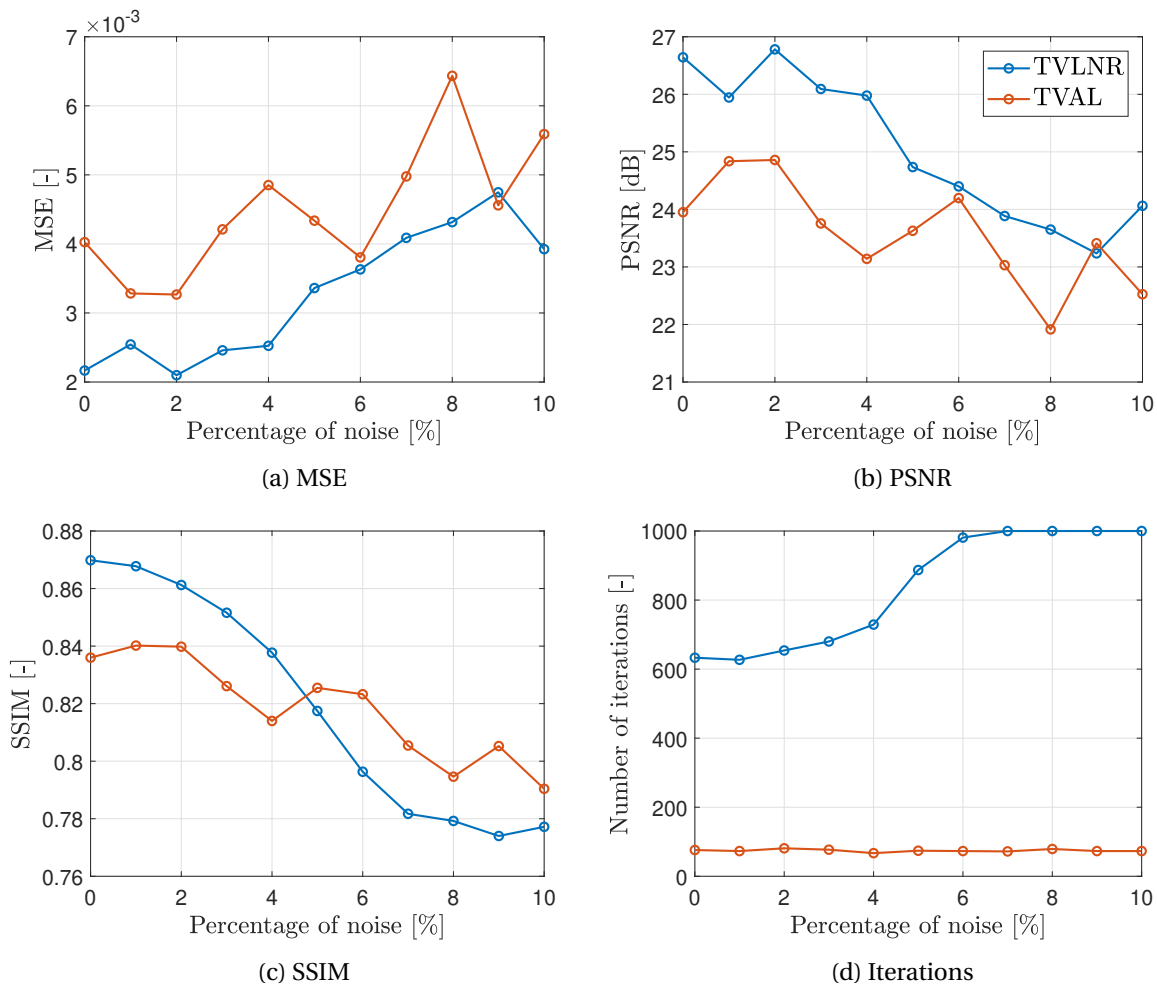 ×10⁻³
7
6
5
4
3
2
MSE [-]
0 2 4 6 8 10
Percentage of noise [%]
(a) MSE
27
26
25
24
23
22
21
PSNR [dB]
TVLNR
TVAL
0 2 4 6 8 10
Percentage of noise [%]
(b) PSNR
0.88
0.86
0.84
0.82
0.8
0.78
0.76
SSIM [-]
0 2 4 6 8 10
Percentage of noise [%]
(c) SSIM
1000
800
600
400
200
0
Number of iterations [-]
0 2 4 6 8 10
Percentage of noise [%]
(d) Iterations